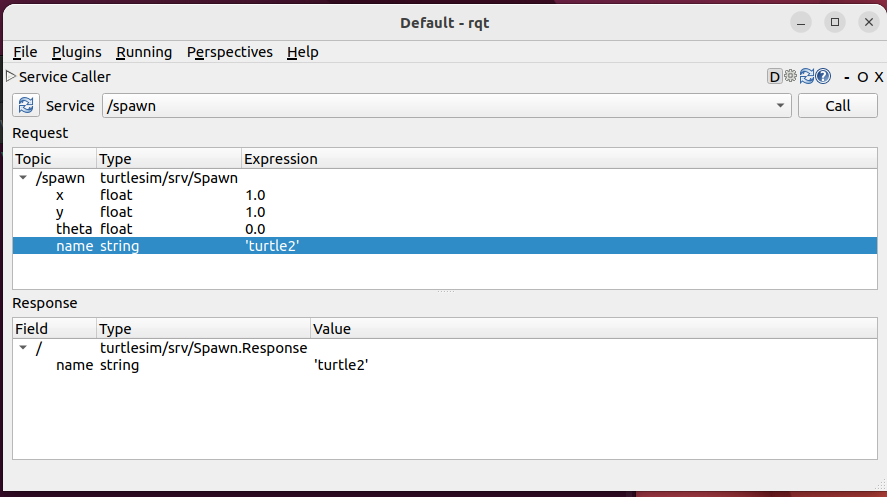 Default - rqt
File Plugins Running Perspectives Help
Service Caller D - O X
Service /spawn Call
Request
Topic Type Expression
/spawn turtlesim/srv/Spawn
x float 1.0
y float 1.0
theta float 0.0
name string 'turtle2'
Response
Field Type Value
/ turtlesim/srv/Spawn.Response
name string 'turtle2'